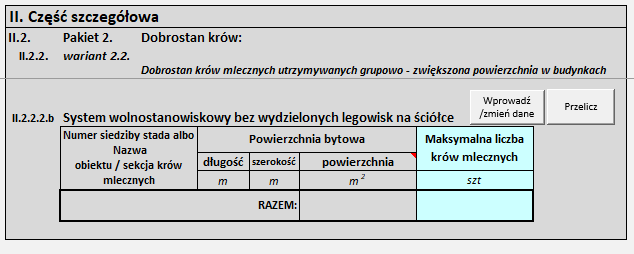 II. Część szczegółowa
II.2. Pakiet 2. Dobrostan krów:
II.2.2. wariant 2.2.
Dobrostan krów mlecznych utrzymywanych grupowo - zwiększona powierzchnia w budynkach
Wprowadź
/zmień dane
Przelicz
II.2.2.2.b System wolnostanowiskowy bez wydzielonych legowisk na ściółce
Numer siedziby stada albo
Nazwa
obiektu / sekcja krów
mlecznych
Powierzchnia bytowa
Maksymalna liczba
krów mlecznych
długość szerokość powierzchnia
m m m² szt
RAZEM: